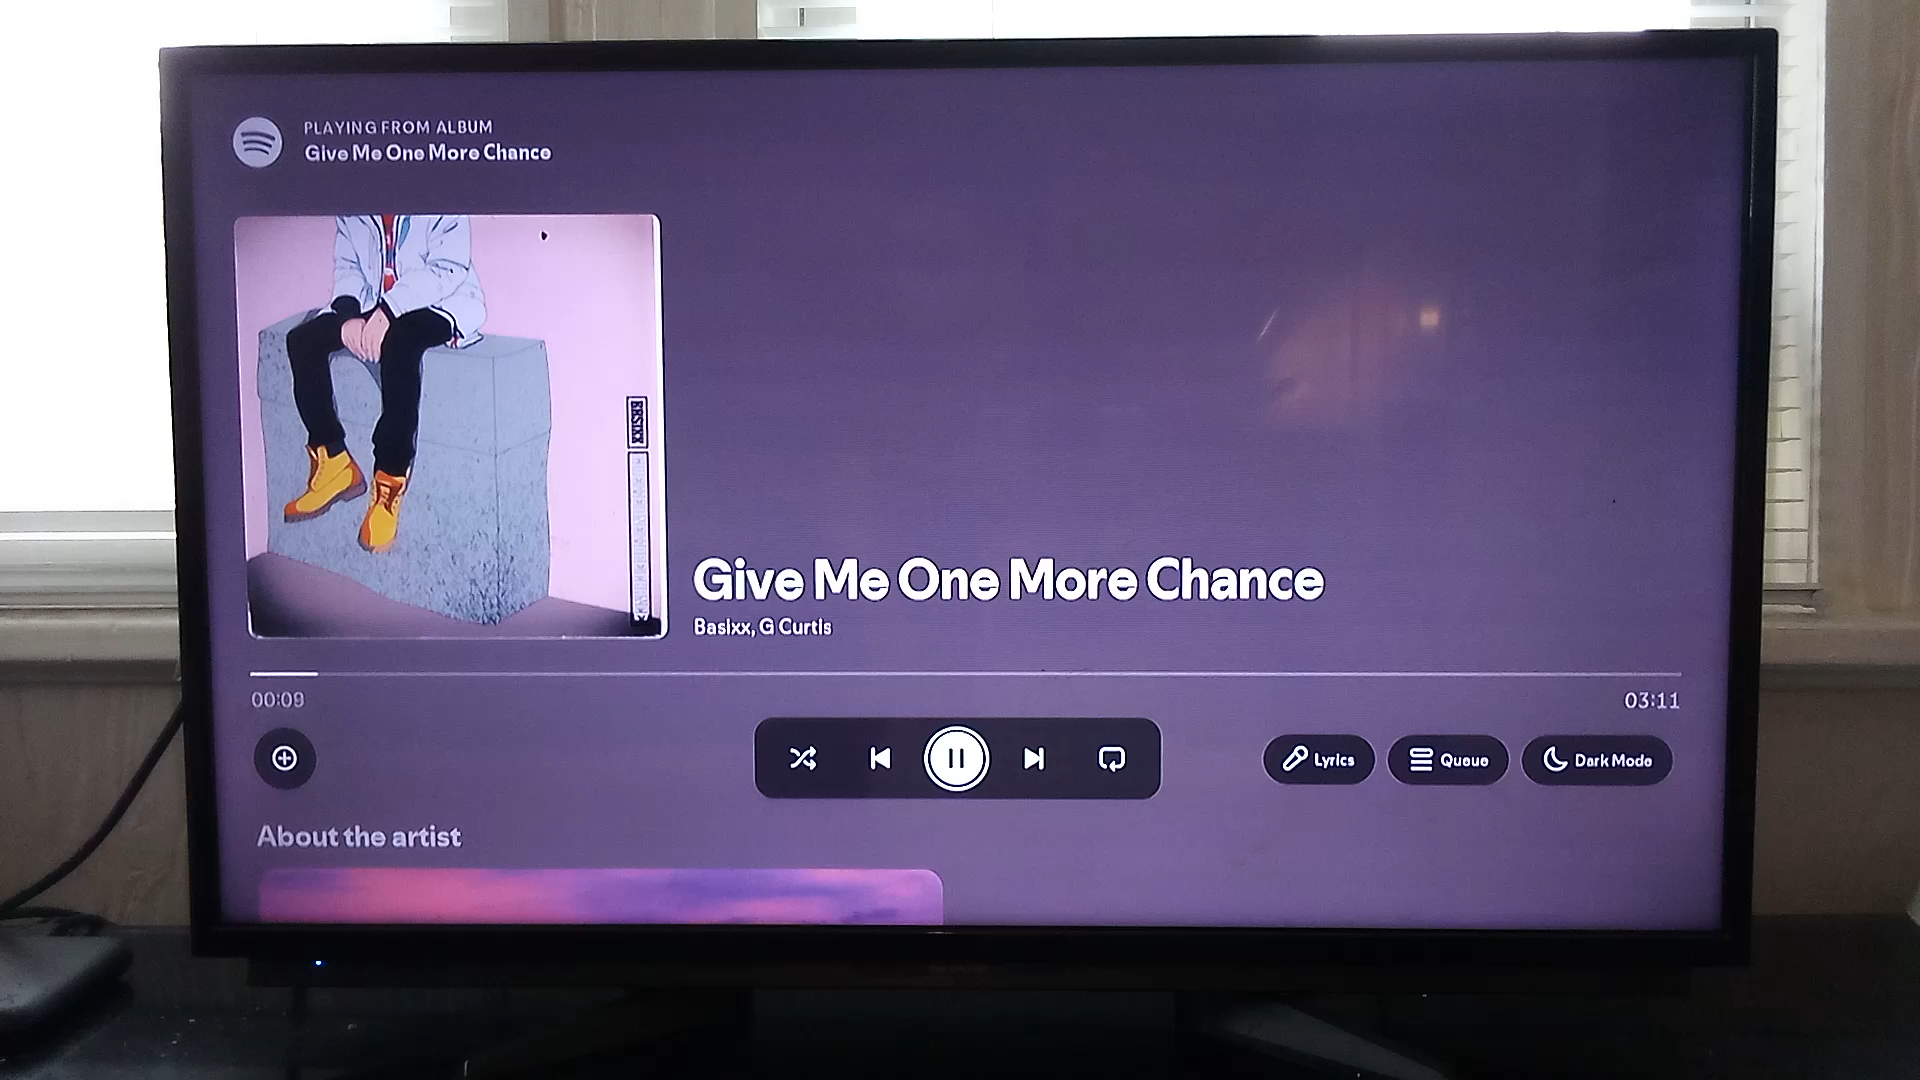 PLAYING FROM ALBUM
Give Me One More Chance
Give Me One More Chance
Basixx, G Curtis
00:09
03:11
Lyrics
Queue
Dark Mode
About the artist